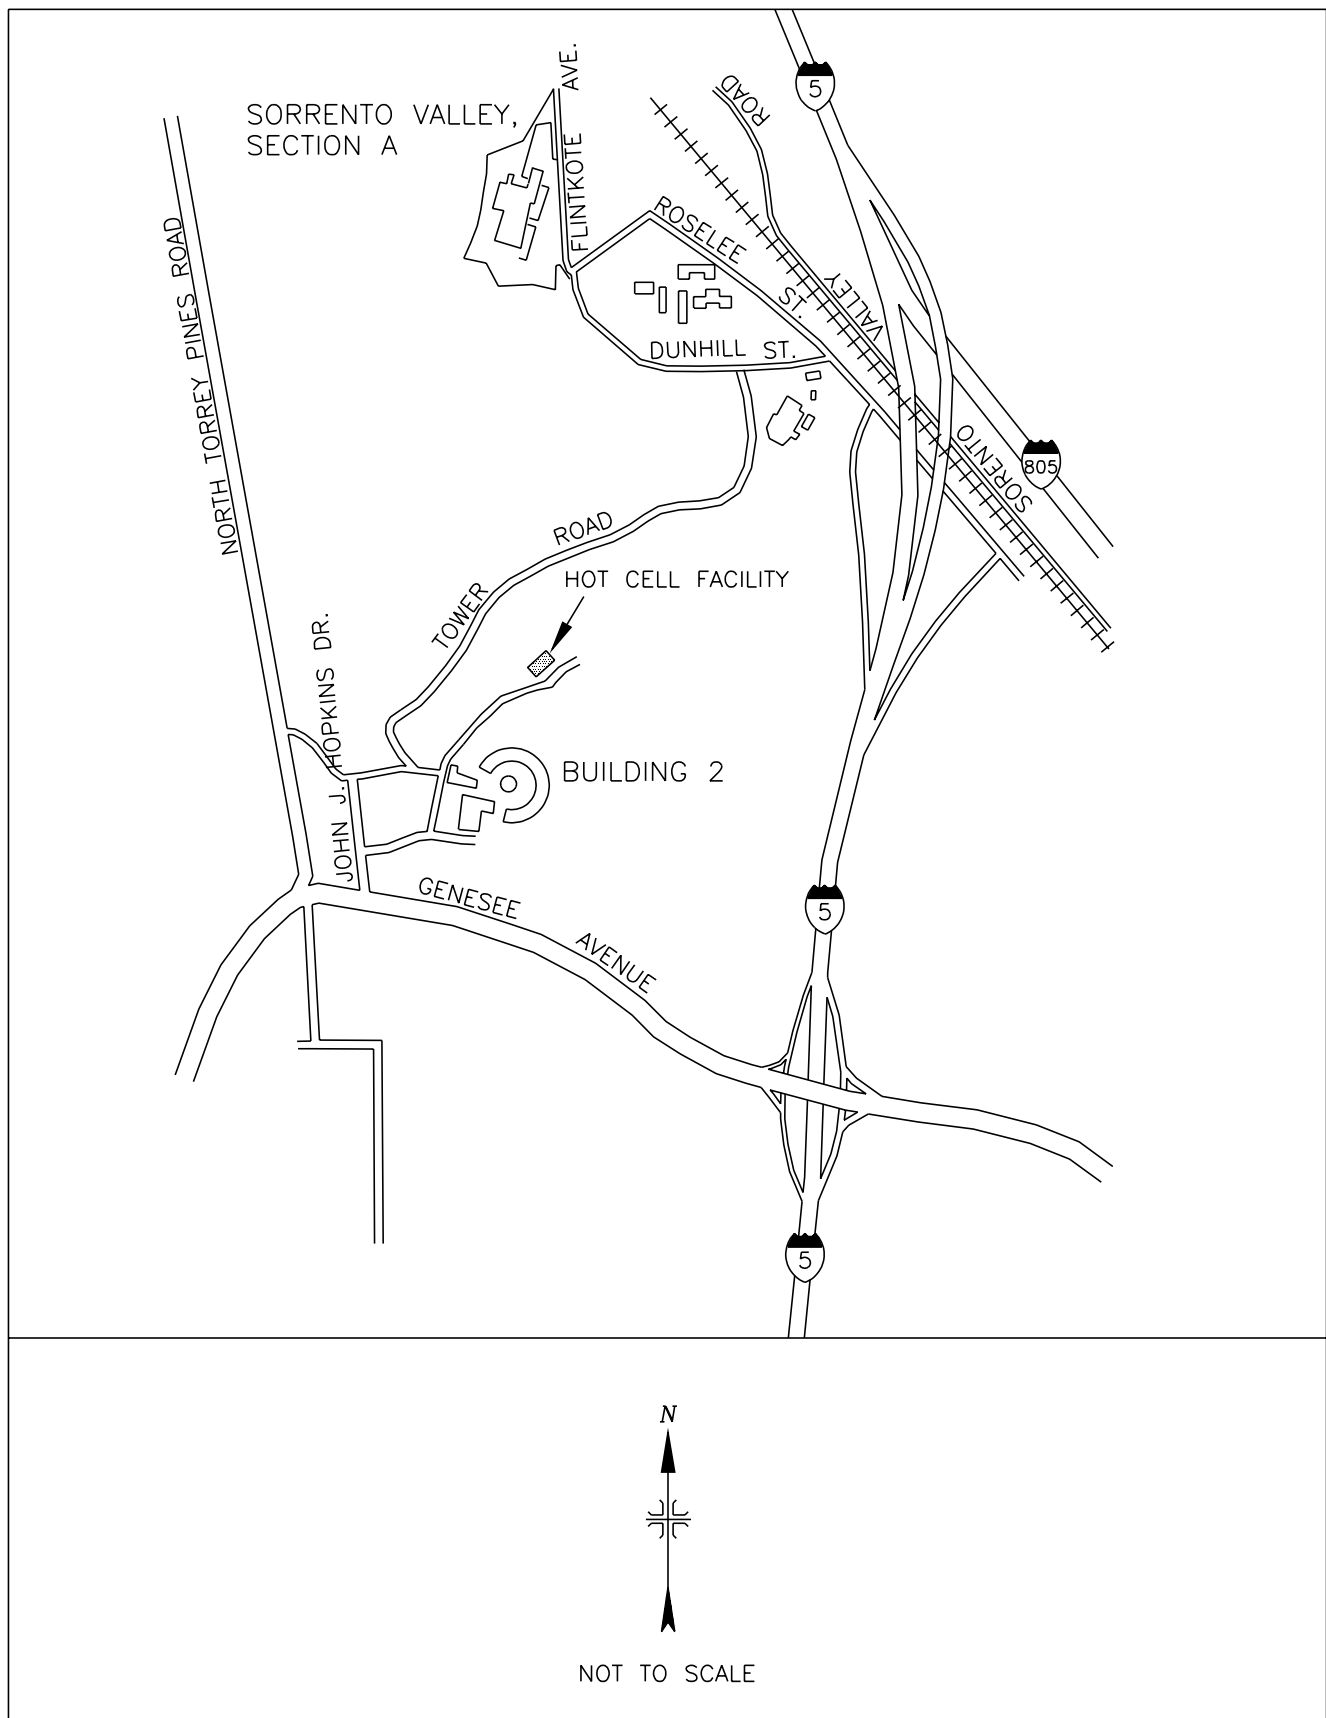 5
AVE.
ROAD
SORRENTO VALLEY,
SECTION A
FLINTKOTE
ROSELEE
ST.
VALLEY
NORTH TORREY PINES ROAD
DUNHILL ST.
SORENTO
805
ROAD
HOT CELL FACILITY
TOWER
JOHN J. HOPKINS DR.
BUILDING 2
GENESEE
5
AVENUE
5
N
NOT TO SCALE